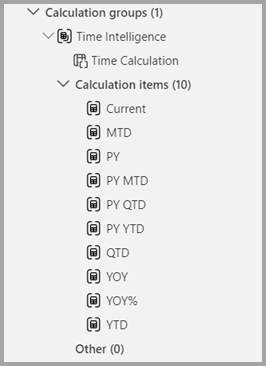 Calculation groups (1)
Time Intelligence
Time Calculation
Calculation items (10)
Current
MTD
PY
PY MTD
PY QTD
PY YTD
QTD
YOY
YOY%
YTD
Other (0)